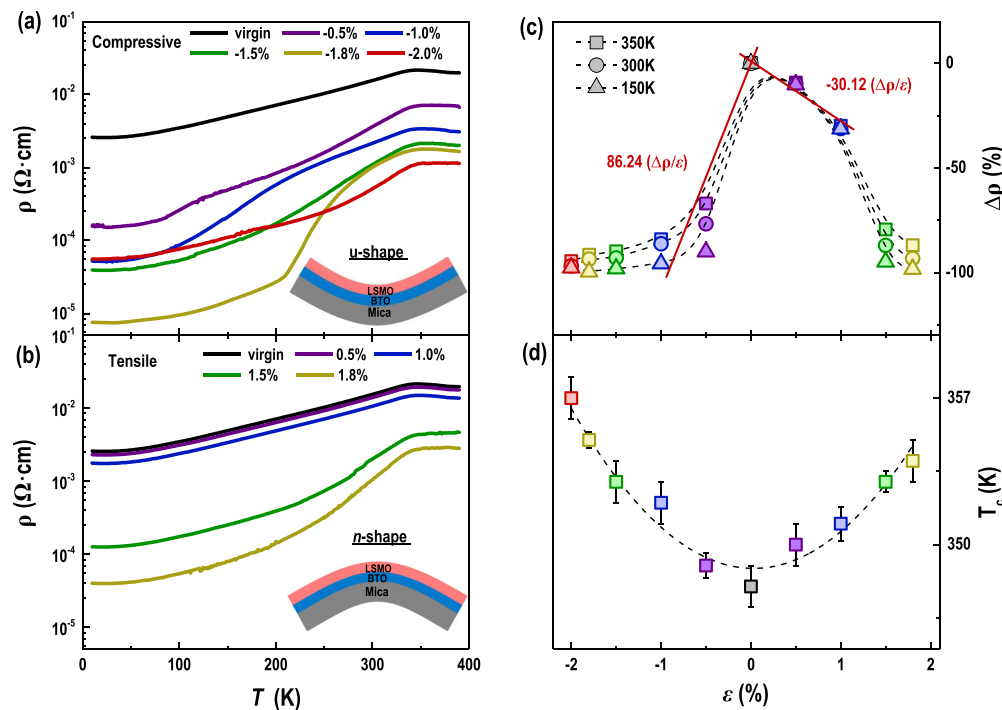 (a)
Compressive
virgin
-0.5%
-1.0%
-1.5%
-1.8%
-2.0%
10⁻¹
10⁻²
10⁻³
10⁻⁴
10⁻⁵
ρ (Ω·cm)
u-shape
LSMO
BTO
Mica
(b)
Tensile
virgin
0.5%
1.0%
1.5%
1.8%
10⁻¹
10⁻²
10⁻³
10⁻⁴
10⁻⁵
ρ (Ω·cm)
n-shape
LSMO
BTO
Mica
0
100
200
300
400
T (K)
(c)
350K
300K
150K
-30.12 (Δρ/ε)
86.24 (Δρ/ε)
0
-50
-100
Δρ (%)
(d)
357
350
T꜀ (K)
-2
-1
0
1
2
ε (%)